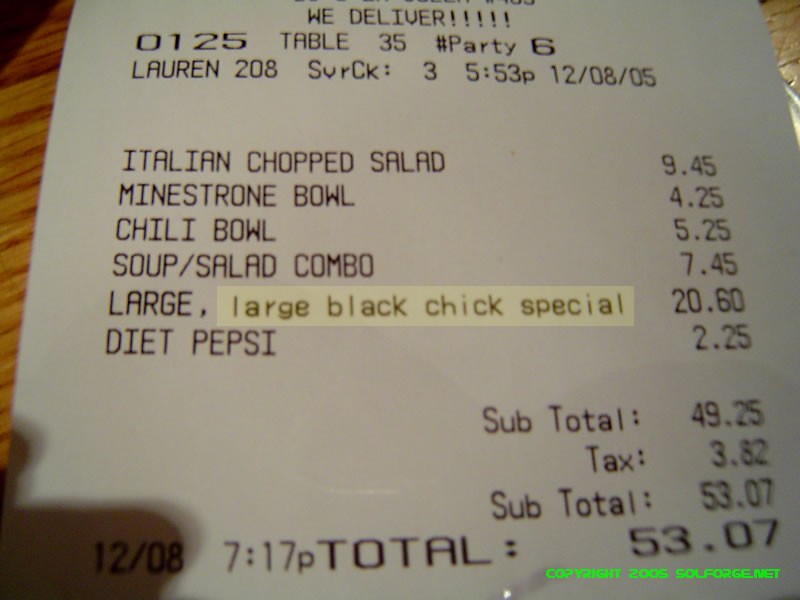 WE DELIVER!!!!!
0125 TABLE 35 #Party 6
LAUREN 208 SvrCk: 3 5:53p 12/08/05
ITALIAN CHOPPED SALAD 9.45
MINESTRONE BOWL 4.25
CHILI BOWL 5.25
SOUP/SALAD COMBO 7.45
LARGE, large black chick special 20.60
DIET PEPSI 2.25
Sub Total: 49.25
Tax: 3.82
Sub Total: 53.07
12/08 7:17pTOTAL: 53.07
COPYRIGHT 2005 SOLFORGE.NET